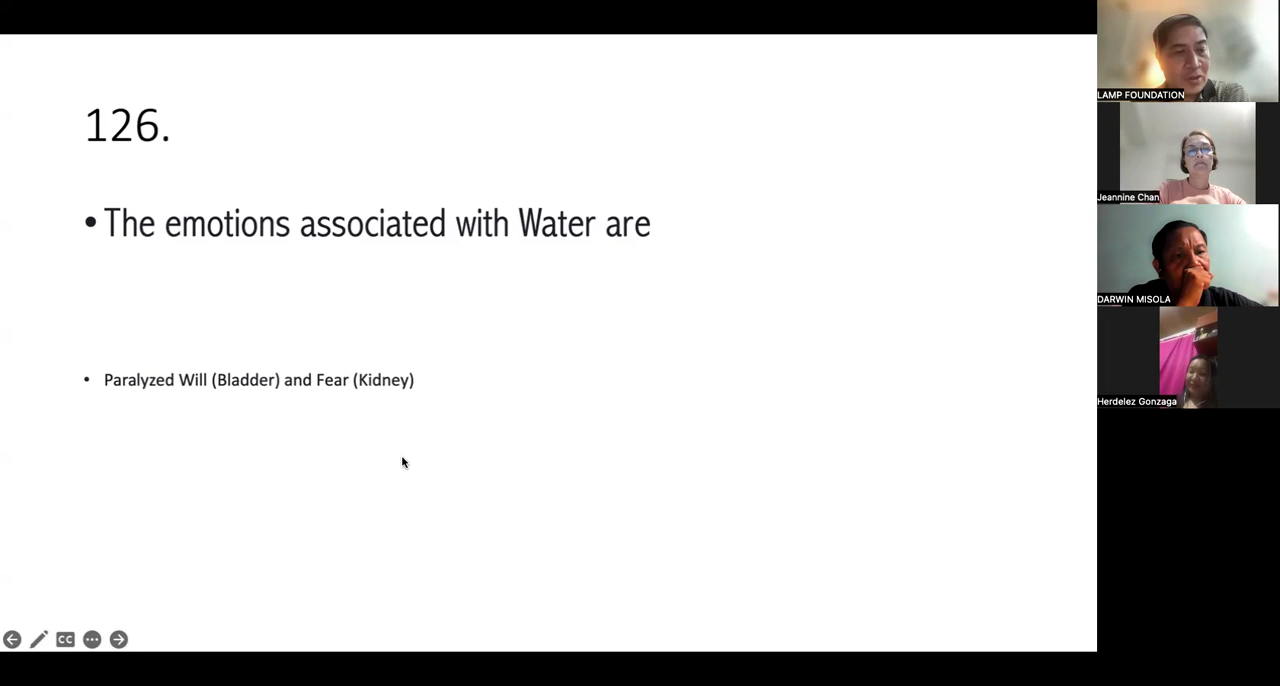 126.
• The emotions associated with Water are
• Paralyzed Will (Bladder) and Fear (Kidney)
LAMP FOUNDATION
Jeannine Chan
DARWIN MISOLA
Herdelez Gonzaga
CC